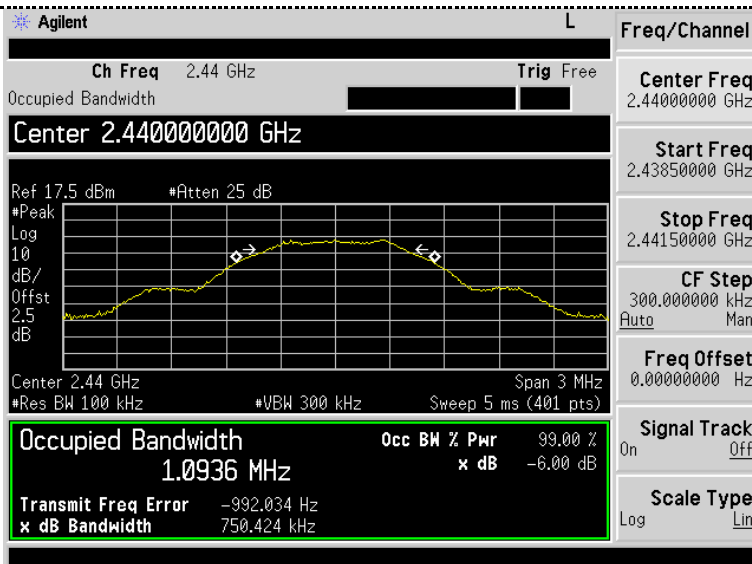 Agilent
L
Ch Freq 2.44 GHz
Trig Free
Occupied Bandwidth
Center 2.440000000 GHz
Ref 17.5 dBm #Atten 25 dB
#Peak
Log
10
dB/
Offst
2.5
dB
Center 2.44 GHz Span 3 MHz
#Res BW 100 kHz #VBW 300 kHz Sweep 5 ms (401 pts)
Occupied Bandwidth
1.0936 MHz
Occ BW % Pwr 99.00 %
x dB -6.00 dB
Transmit Freq Error -992.034 Hz
x dB Bandwidth 750.424 kHz
Freq/Channel
Center Freq
2.44000000 GHz
Start Freq
2.43850000 GHz
Stop Freq
2.44150000 GHz
CF Step
300.000000 kHz
Auto Man
Freq Offset
0.00000000 Hz
Signal Track
On Off
Scale Type
Log Lin